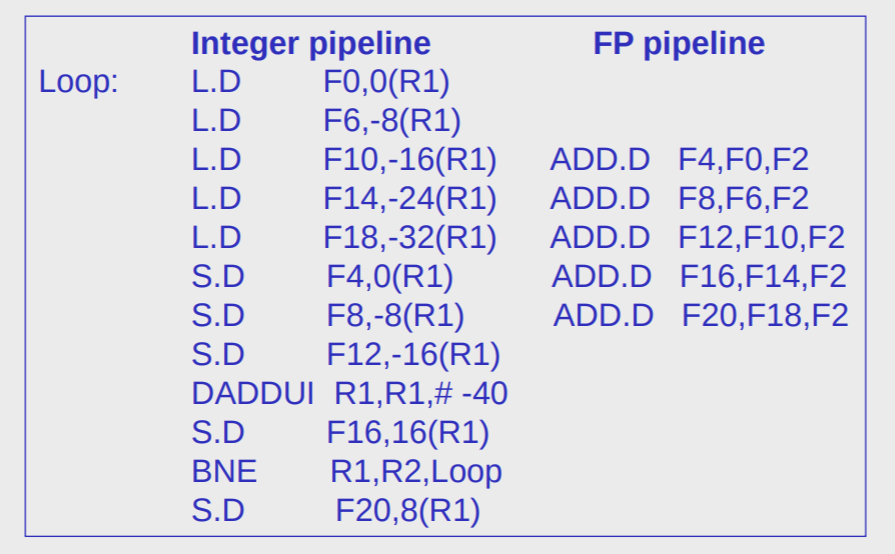 Integer pipeline FP pipeline
Loop: L.D F0,0(R1)
L.D F6,-8(R1)
L.D F10,-16(R1) ADD.D F4,F0,F2
L.D F14,-24(R1) ADD.D F8,F6,F2
L.D F18,-32(R1) ADD.D F12,F10,F2
S.D F4,0(R1) ADD.D F16,F14,F2
S.D F8,-8(R1) ADD.D F20,F18,F2
S.D F12,-16(R1)
DADDUI R1,R1,# -40
S.D F16,16(R1)
BNE R1,R2,Loop
S.D F20,8(R1)